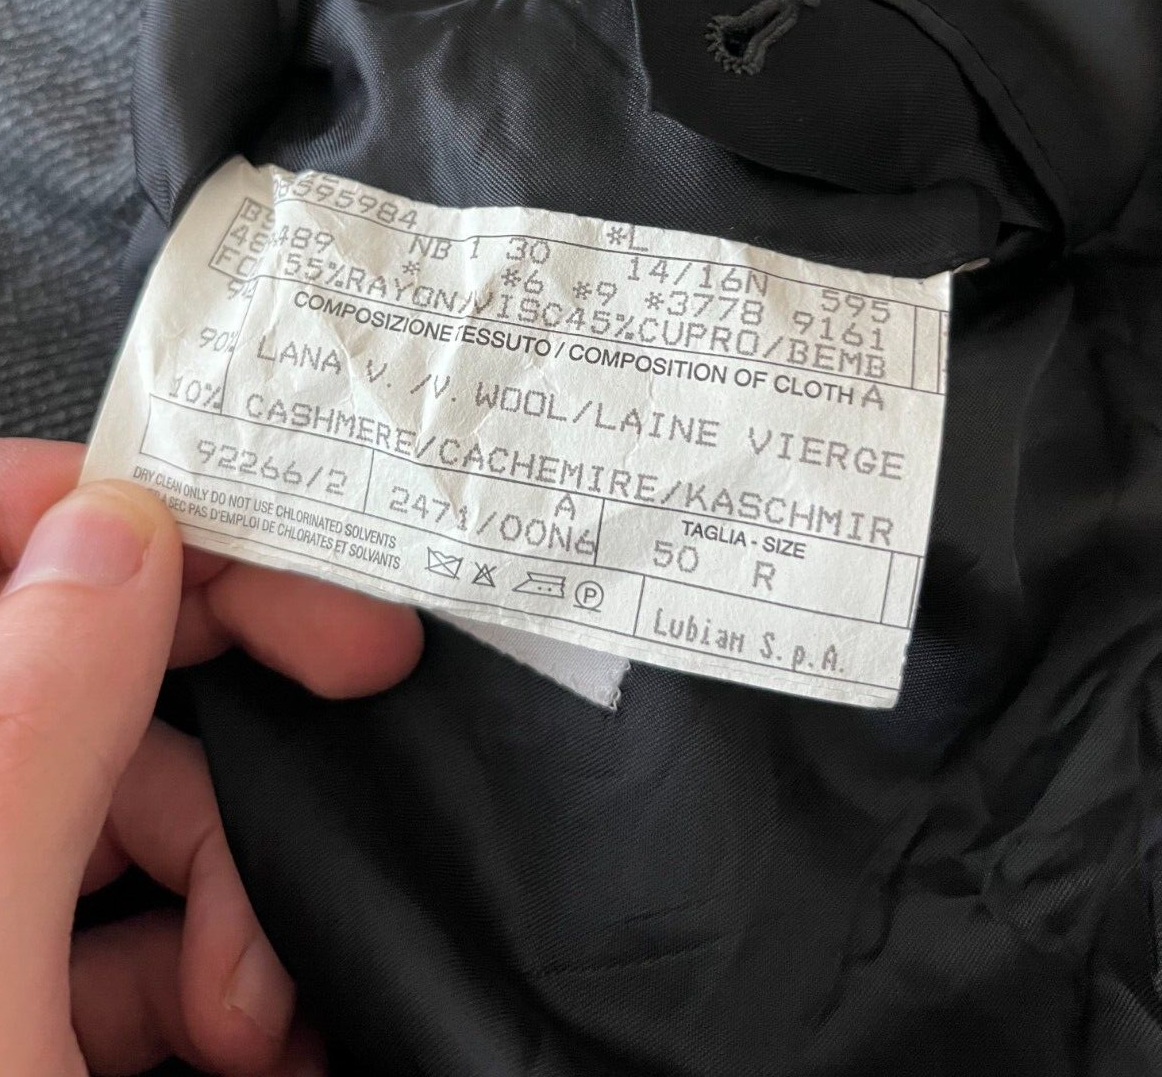 595984
#L
489 NB 1 30 14/16N 595
* #6 #9 *3778 9161
55%RAYON/VISC45%CUPRO/BEMB
COMPOSIZIONE TESSUTO / COMPOSITION OF CLOTH A
90% LANA V. /V. WOOL/LAINE VIERGE
10% CASHMERE/CACHEMIRE/KASCHMIR
92266/2
A
2471/00N6
TAGLIA - SIZE
50 R
DRY CLEAN ONLY DO NOT USE CHLORINATED SOLVENTS
A SEC PAS D'EMPLOI DE CHLORATES ET SOLVANTS
P
Lubiam S.p.A.